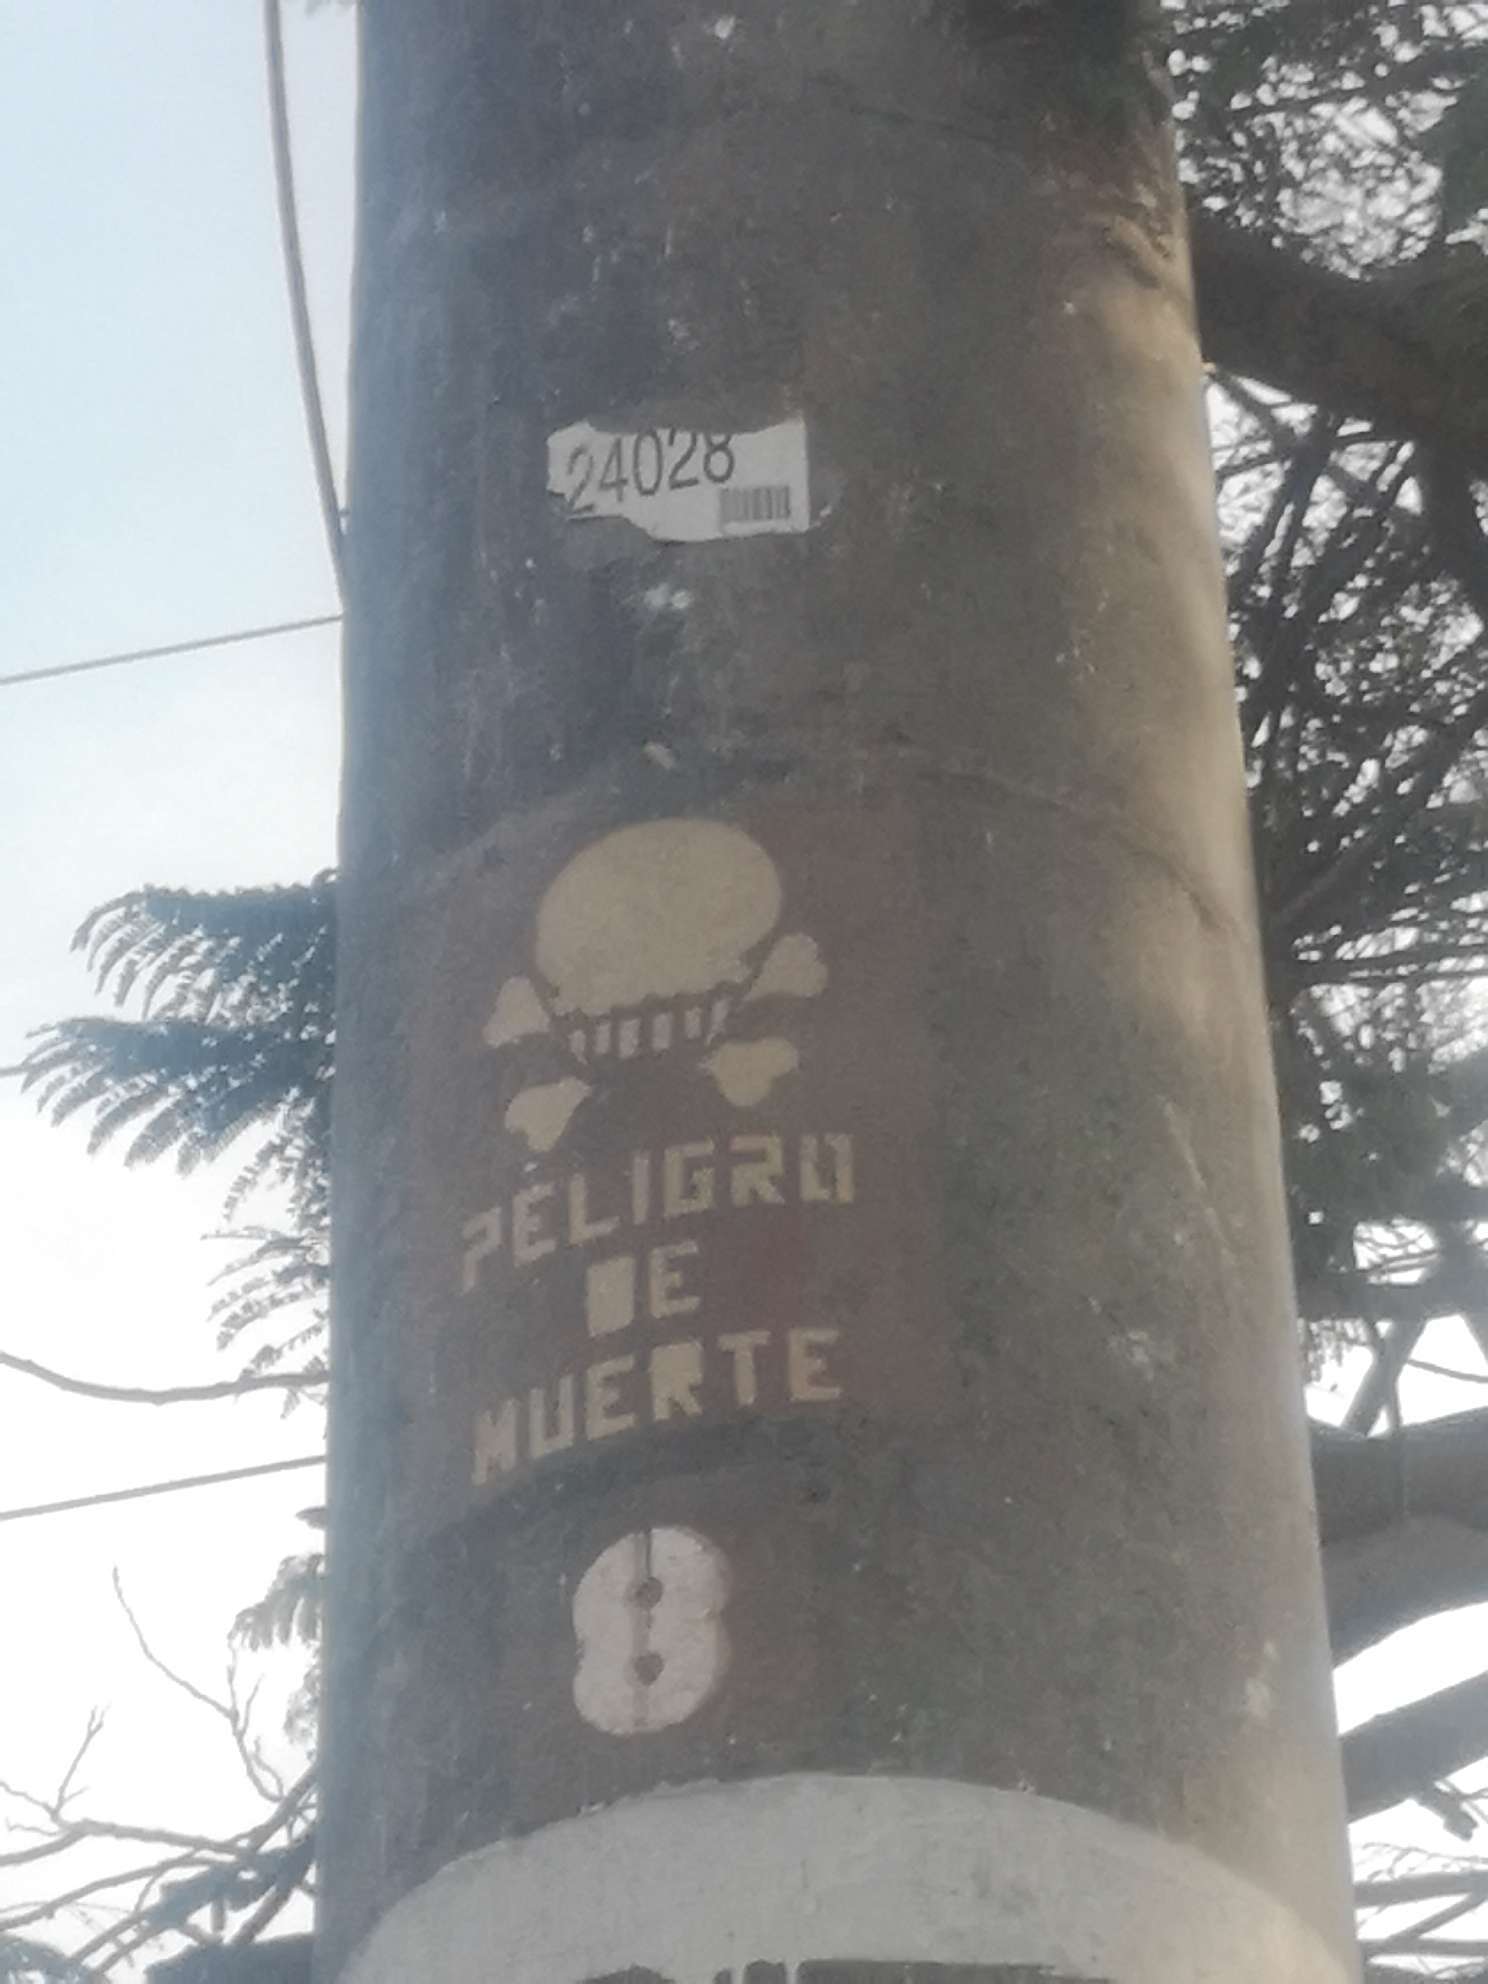 24028
PELIGRO
DE
MUERTE
8